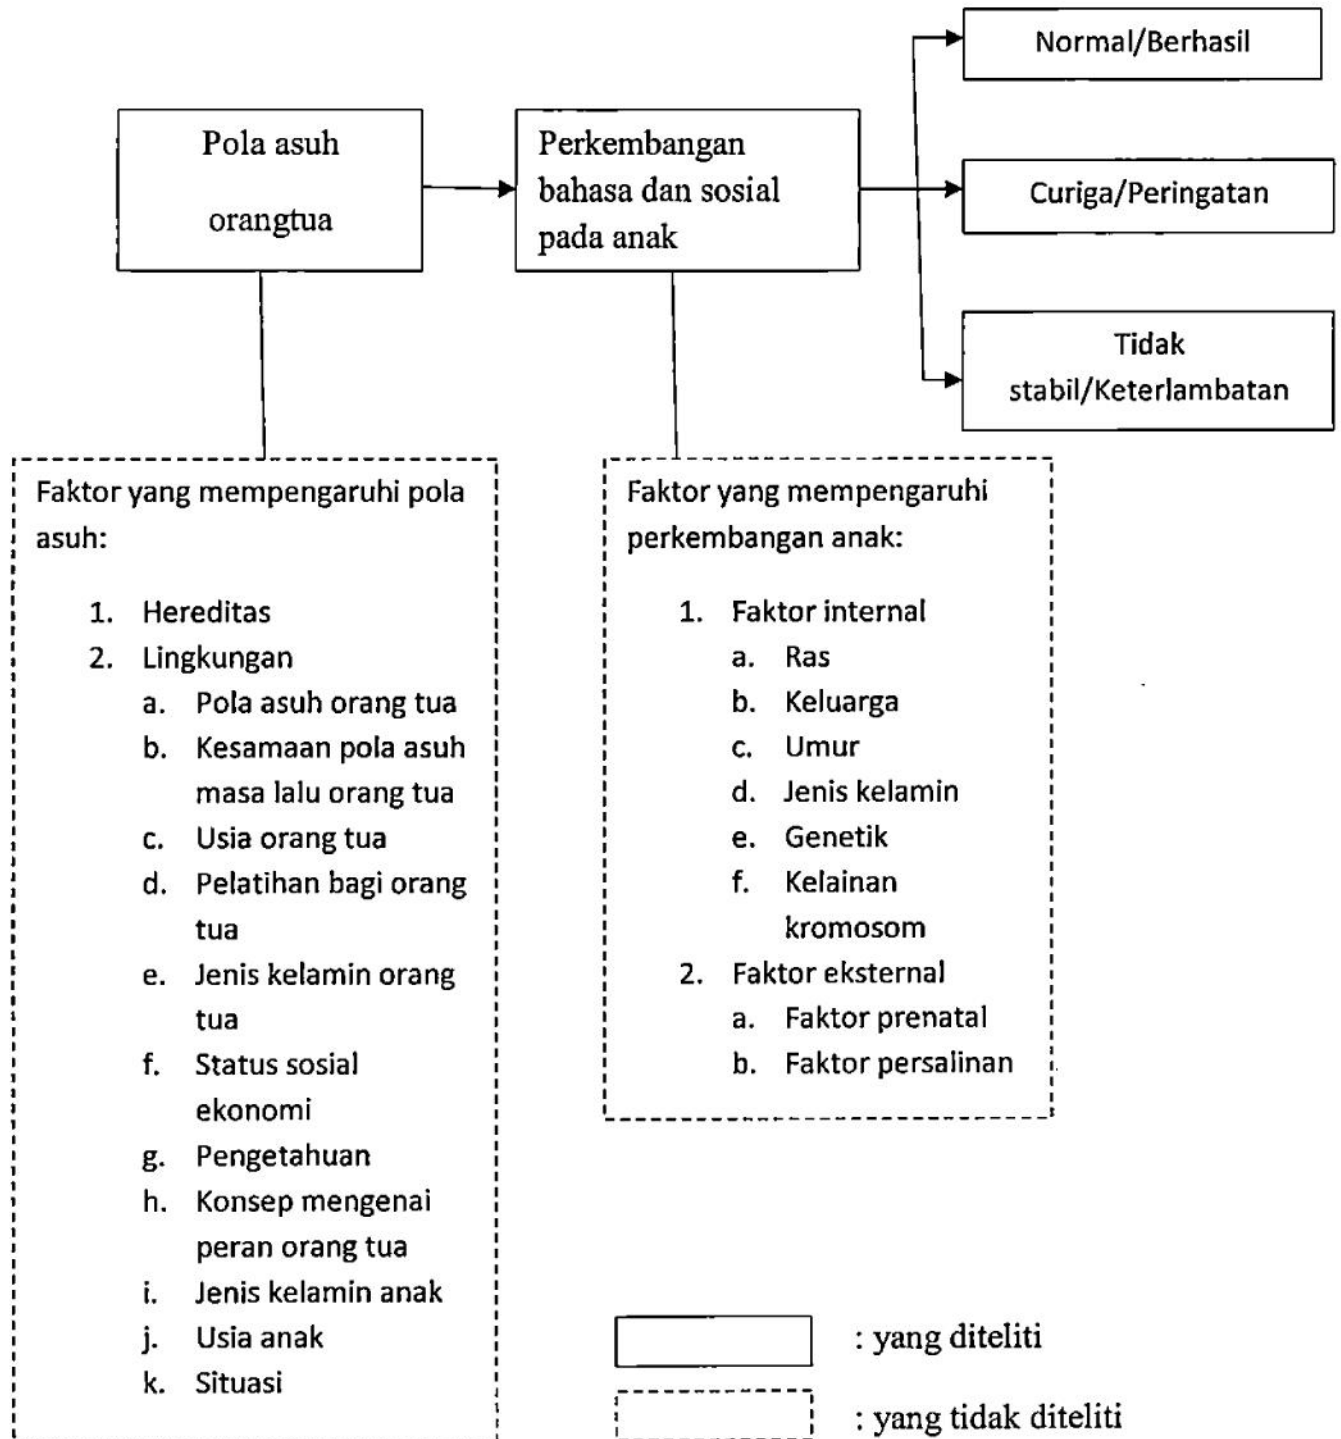 Normal/Berhasil
Pola asuh
orangtua
Perkembangan
bahasa dan sosial
pada anak
Curiga/Peringatan
Tidak
stabil/Keterlambatan
Faktor yang mempengaruhi pola
asuh:
1. Hereditas
2. Lingkungan
a. Pola asuh orang tua
b. Kesamaan pola asuh
masa lalu orang tua
c. Usia orang tua
d. Pelatihan bagi orang
tua
e. Jenis kelamin orang
tua
f. Status sosial
ekonomi
g. Pengetahuan
h. Konsep mengenai
peran orang tua
i. Jenis kelamin anak
j. Usia anak
k. Situasi
Faktor yang mempengaruhi
perkembangan anak:
1. Faktor internal
a. Ras
b. Keluarga
c. Umur
d. Jenis kelamin
e. Genetik
f. Kelainan
kromosom
2. Faktor eksternal
a. Faktor prenatal
b. Faktor persalinan
: yang diteliti
: yang tidak diteliti